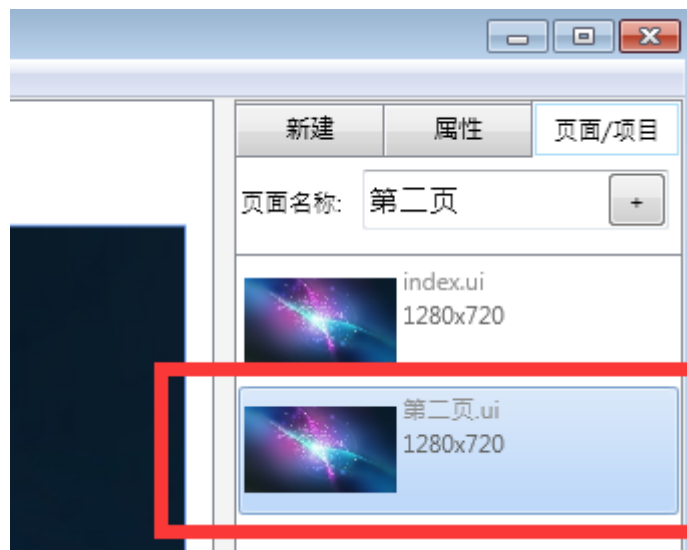 新建 属性 页面/项目
页面名称: 第二页 +
index.ui
1280x720
第二页.ui
1280x720